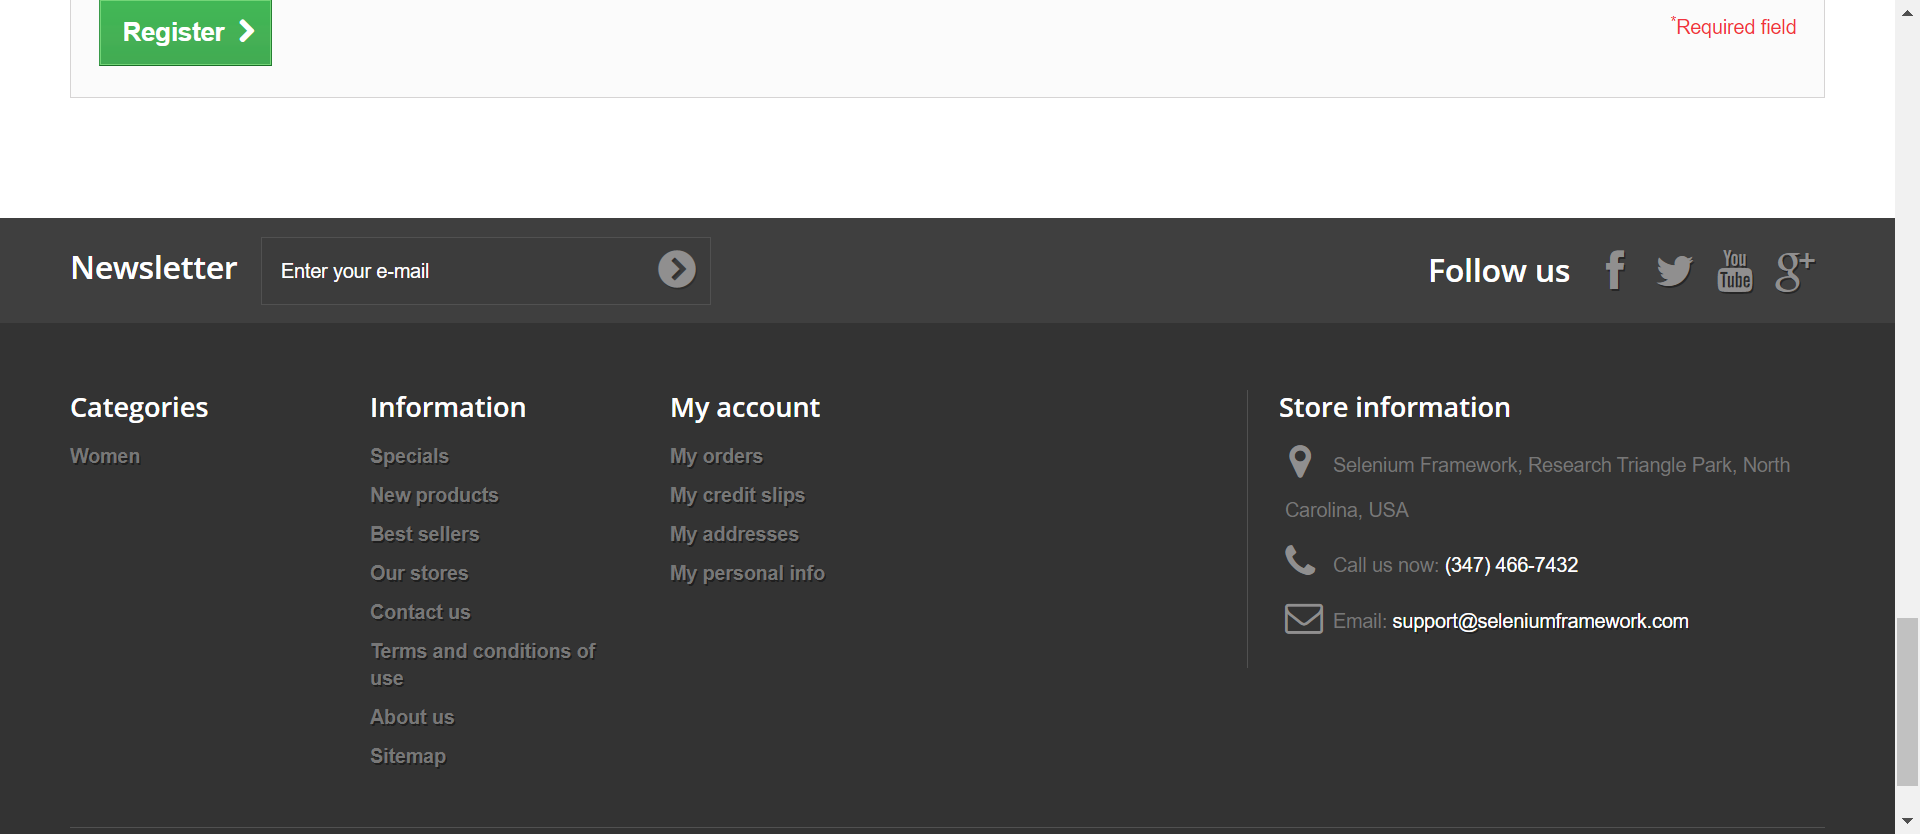 Register
*Required field
Newsletter
Enter your e-mail
Follow us
You
Tube
g+
Categories
Women
Information
Specials
New products
Best sellers
Our stores
Contact us
Terms and conditions of
use
About us
Sitemap
My account
My orders
My credit slips
My addresses
My personal info
Store information
Selenium Framework, Research Triangle Park, North
Carolina, USA
Call us now: (347) 466-7432
Email: support@seleniumframework.com